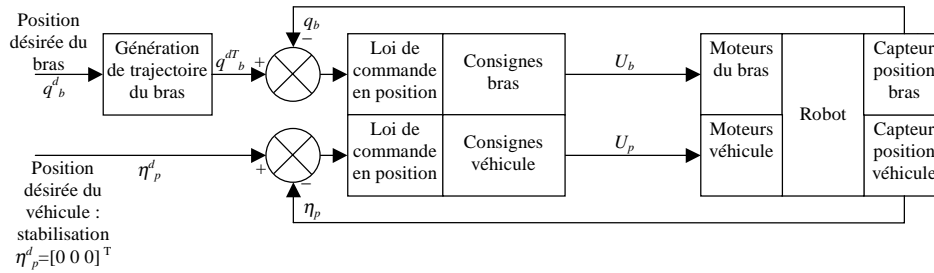 Position
désirée du
bras
q^d_b
Génération
de trajectoire
du bras
q^{dT}_b
+
q_b
−
Loi de
commande
en position
Consignes
bras
U_b
Moteurs
du bras
Robot
Capteur
position
bras
Position
désirée du
véhicule :
stabilisation
η^d_p=[0 0 0]^T
η^d_p
+
−
η_p
Loi de
commande
en position
Consignes
véhicule
U_p
Moteurs
véhicule
Capteur
position
véhicule